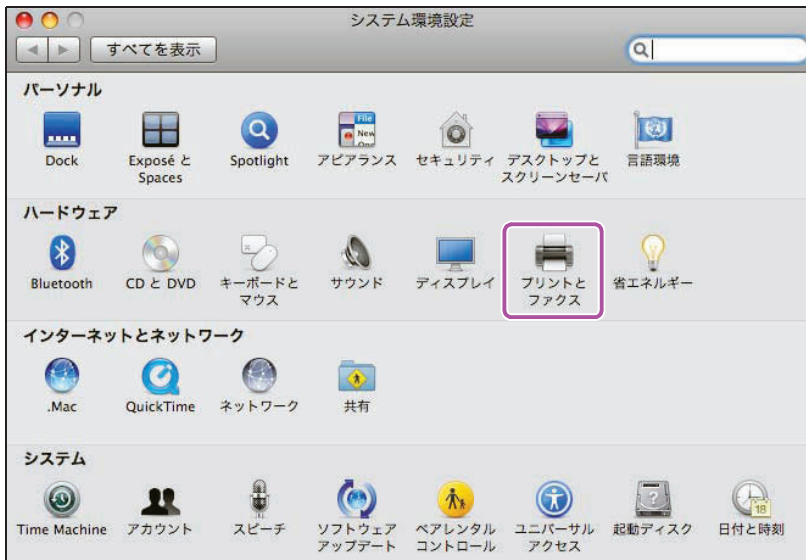 システム環境設定
すべてを表示
パーソナル
Dock
Exposé と
Spaces
Spotlight
File
New
アピアランス
セキュリティ
デスクトップと
スクリーンセーバ
言語環境
ハードウェア
Bluetooth
CD と DVD
キーボードと
マウス
サウンド
ディスプレイ
プリントと
ファクス
省エネルギー
インターネットとネットワーク
.Mac
QuickTime
ネットワーク
共有
システム
Time Machine
アカウント
スピーチ
ソフトウェア
アップデート
ペアレンタル
コントロール
ユニバーサル
アクセス
?
起動ディスク
18
日付と時刻